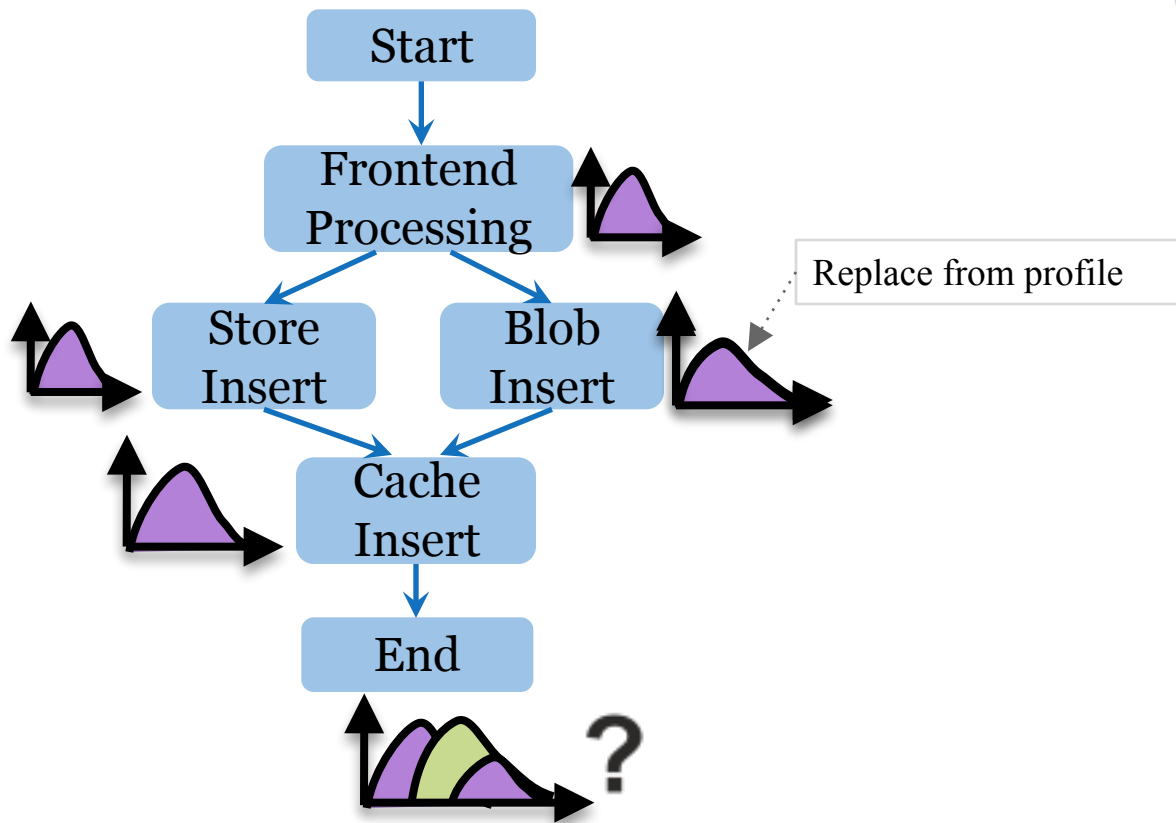 Start
Frontend
Processing
Replace from profile
Store
Insert
Blob
Insert
Cache
Insert
End
?